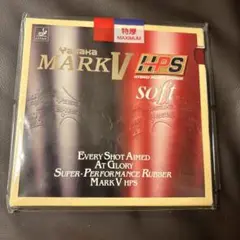 特厚
MAXIMUM
Yasaka
MARK V HPS
soft
EVERY SHOT AIMED
AT GLORY
SUPER-PERFORMANCE RUBBER
MARK V HPS